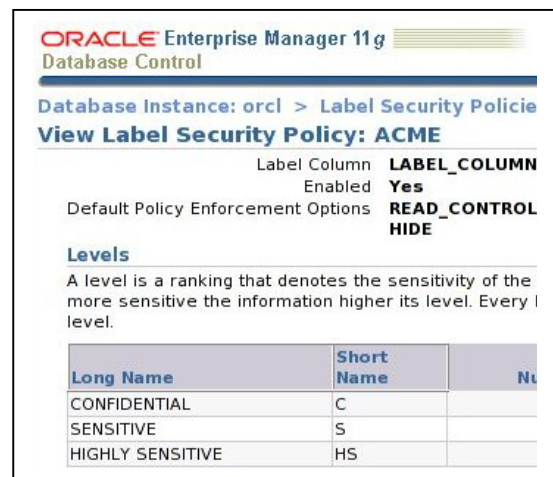 ORACLE Enterprise Manager 11g
Database Control
Database Instance: orcl > Label Security Policie
View Label Security Policy: ACME
Label Column LABEL_COLUMN
Enabled Yes
Default Policy Enforcement Options READ_CONTROL
HIDE
Levels
A level is a ranking that denotes the sensitivity of the
more sensitive the information higher its level. Every
level.
Long Name Short Name Nu
CONFIDENTIAL C
SENSITIVE S
HIGHLY SENSITIVE HS